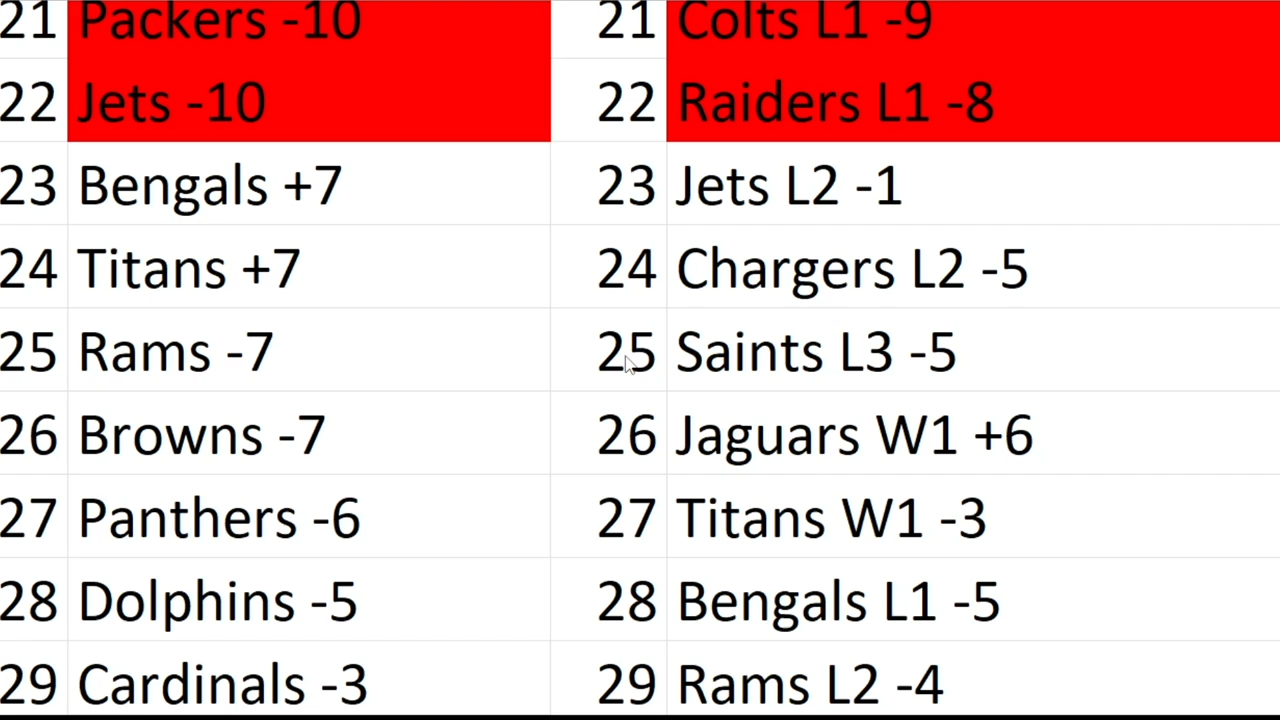 21 Packers -10 21 Colts L1 -9
22 Jets -10 22 Raiders L1 -8
23 Bengals +7 23 Jets L2 -1
24 Titans +7 24 Chargers L2 -5
25 Rams -7 25 Saints L3 -5
26 Browns -7 26 Jaguars W1 +6
27 Panthers -6 27 Titans W1 -3
28 Dolphins -5 28 Bengals L1 -5
29 Cardinals -3 29 Rams L2 -4